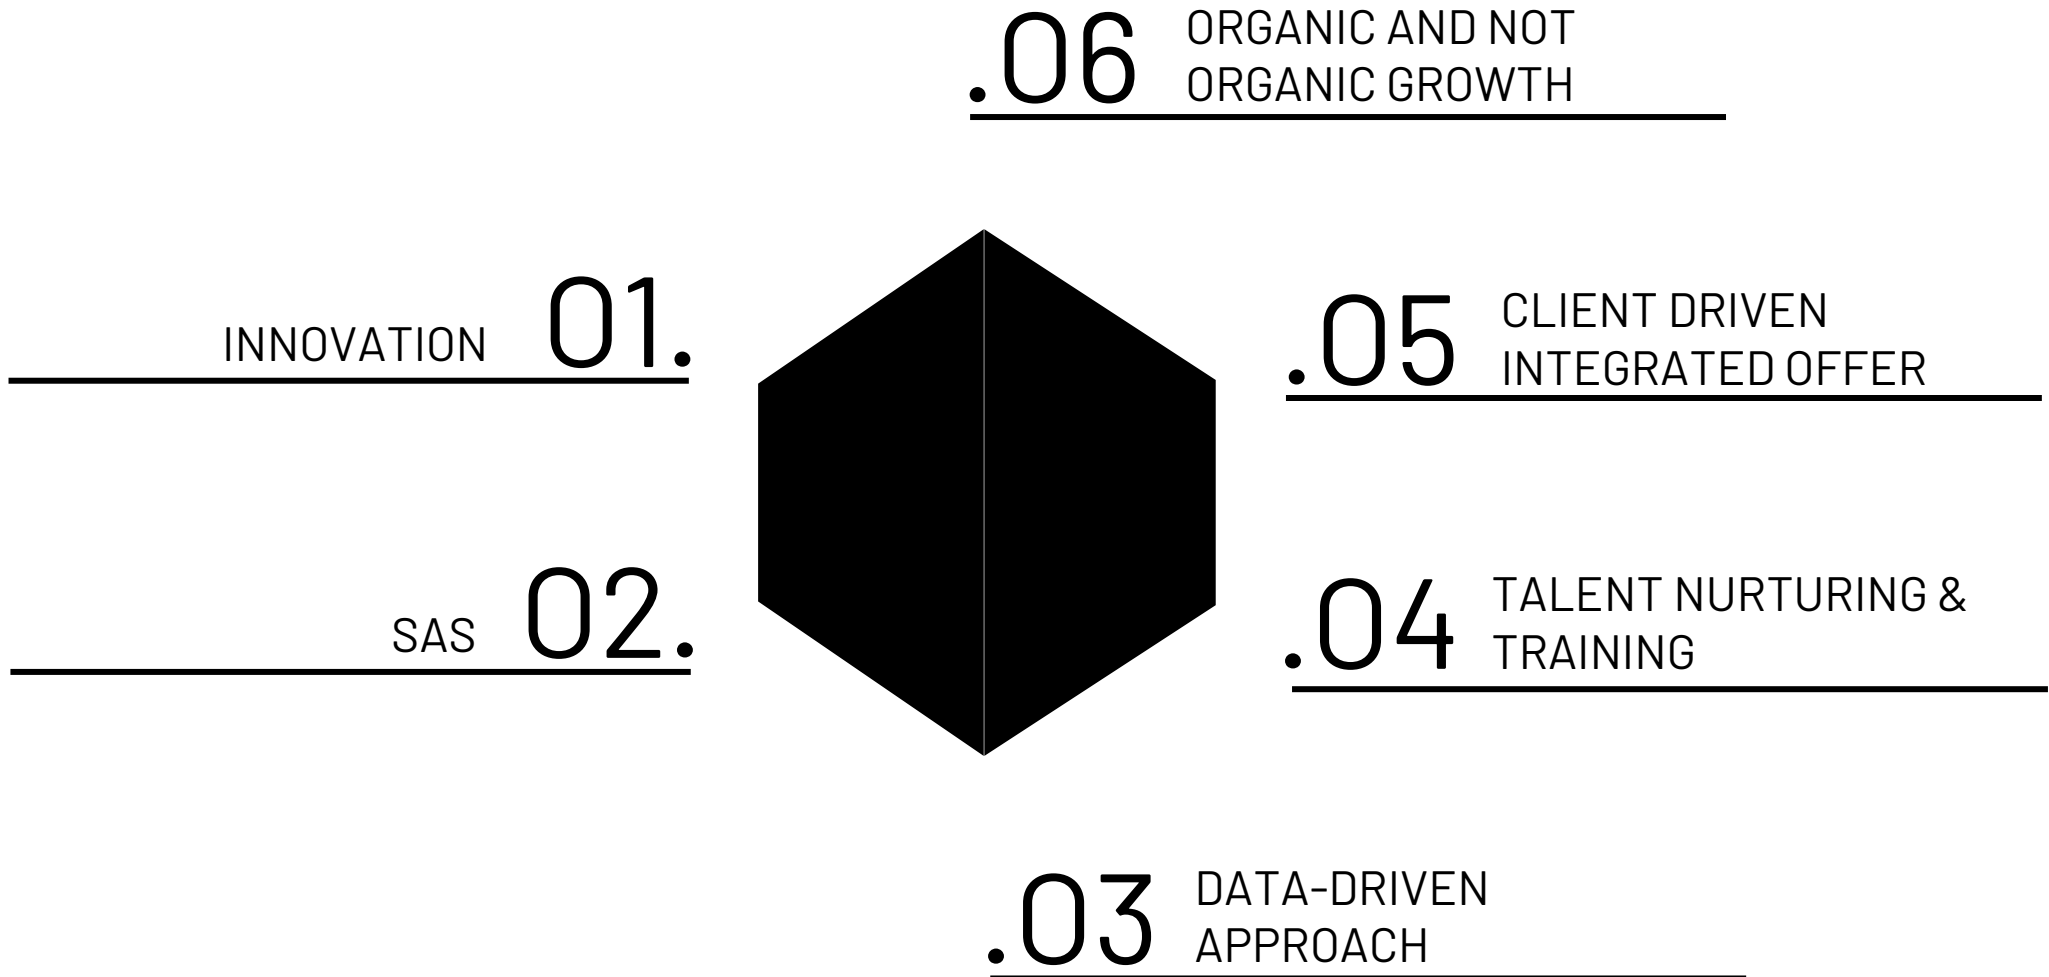 .06 ORGANIC AND NOT
ORGANIC GROWTH
INNOVATION 01.
.05 CLIENT DRIVEN
INTEGRATED OFFER
SAS 02.
.04 TALENT NURTURING &
TRAINING
.03 DATA-DRIVEN
APPROACH